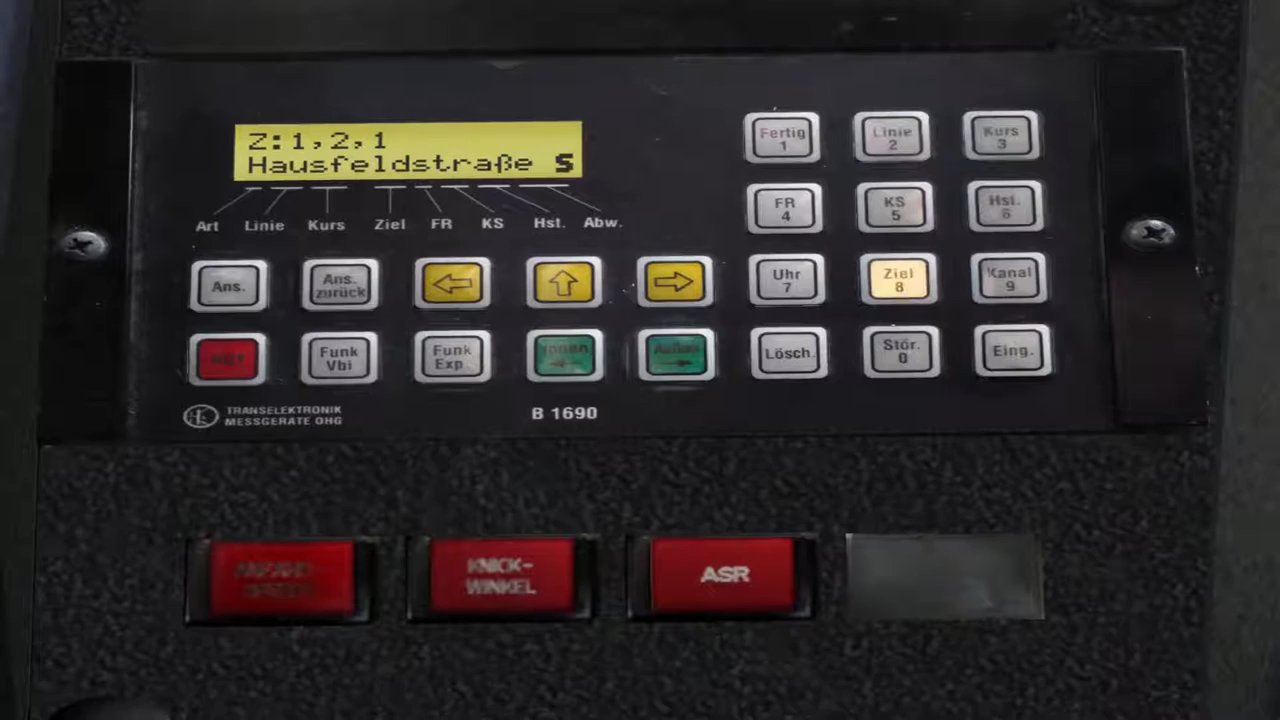 Z:1,2,1
Hausfeldstraße S
Art Linie Kurs Ziel FR KS Hst. Abw.
Fertig 1
Linie 2
Kurs 3
FR 4
KS 5
Hst. 6
Ans.
Ans. zurück
Uhr 7
Ziel 8
Kanal 9
Funk Vbi
Funk Exp.
Innen
Außen
Lösch.
Stör. 0
Eing.
TRANSELEKTRONIK
MESSGERATE OHG
B 1690
KNICK-
WINKEL
ASR